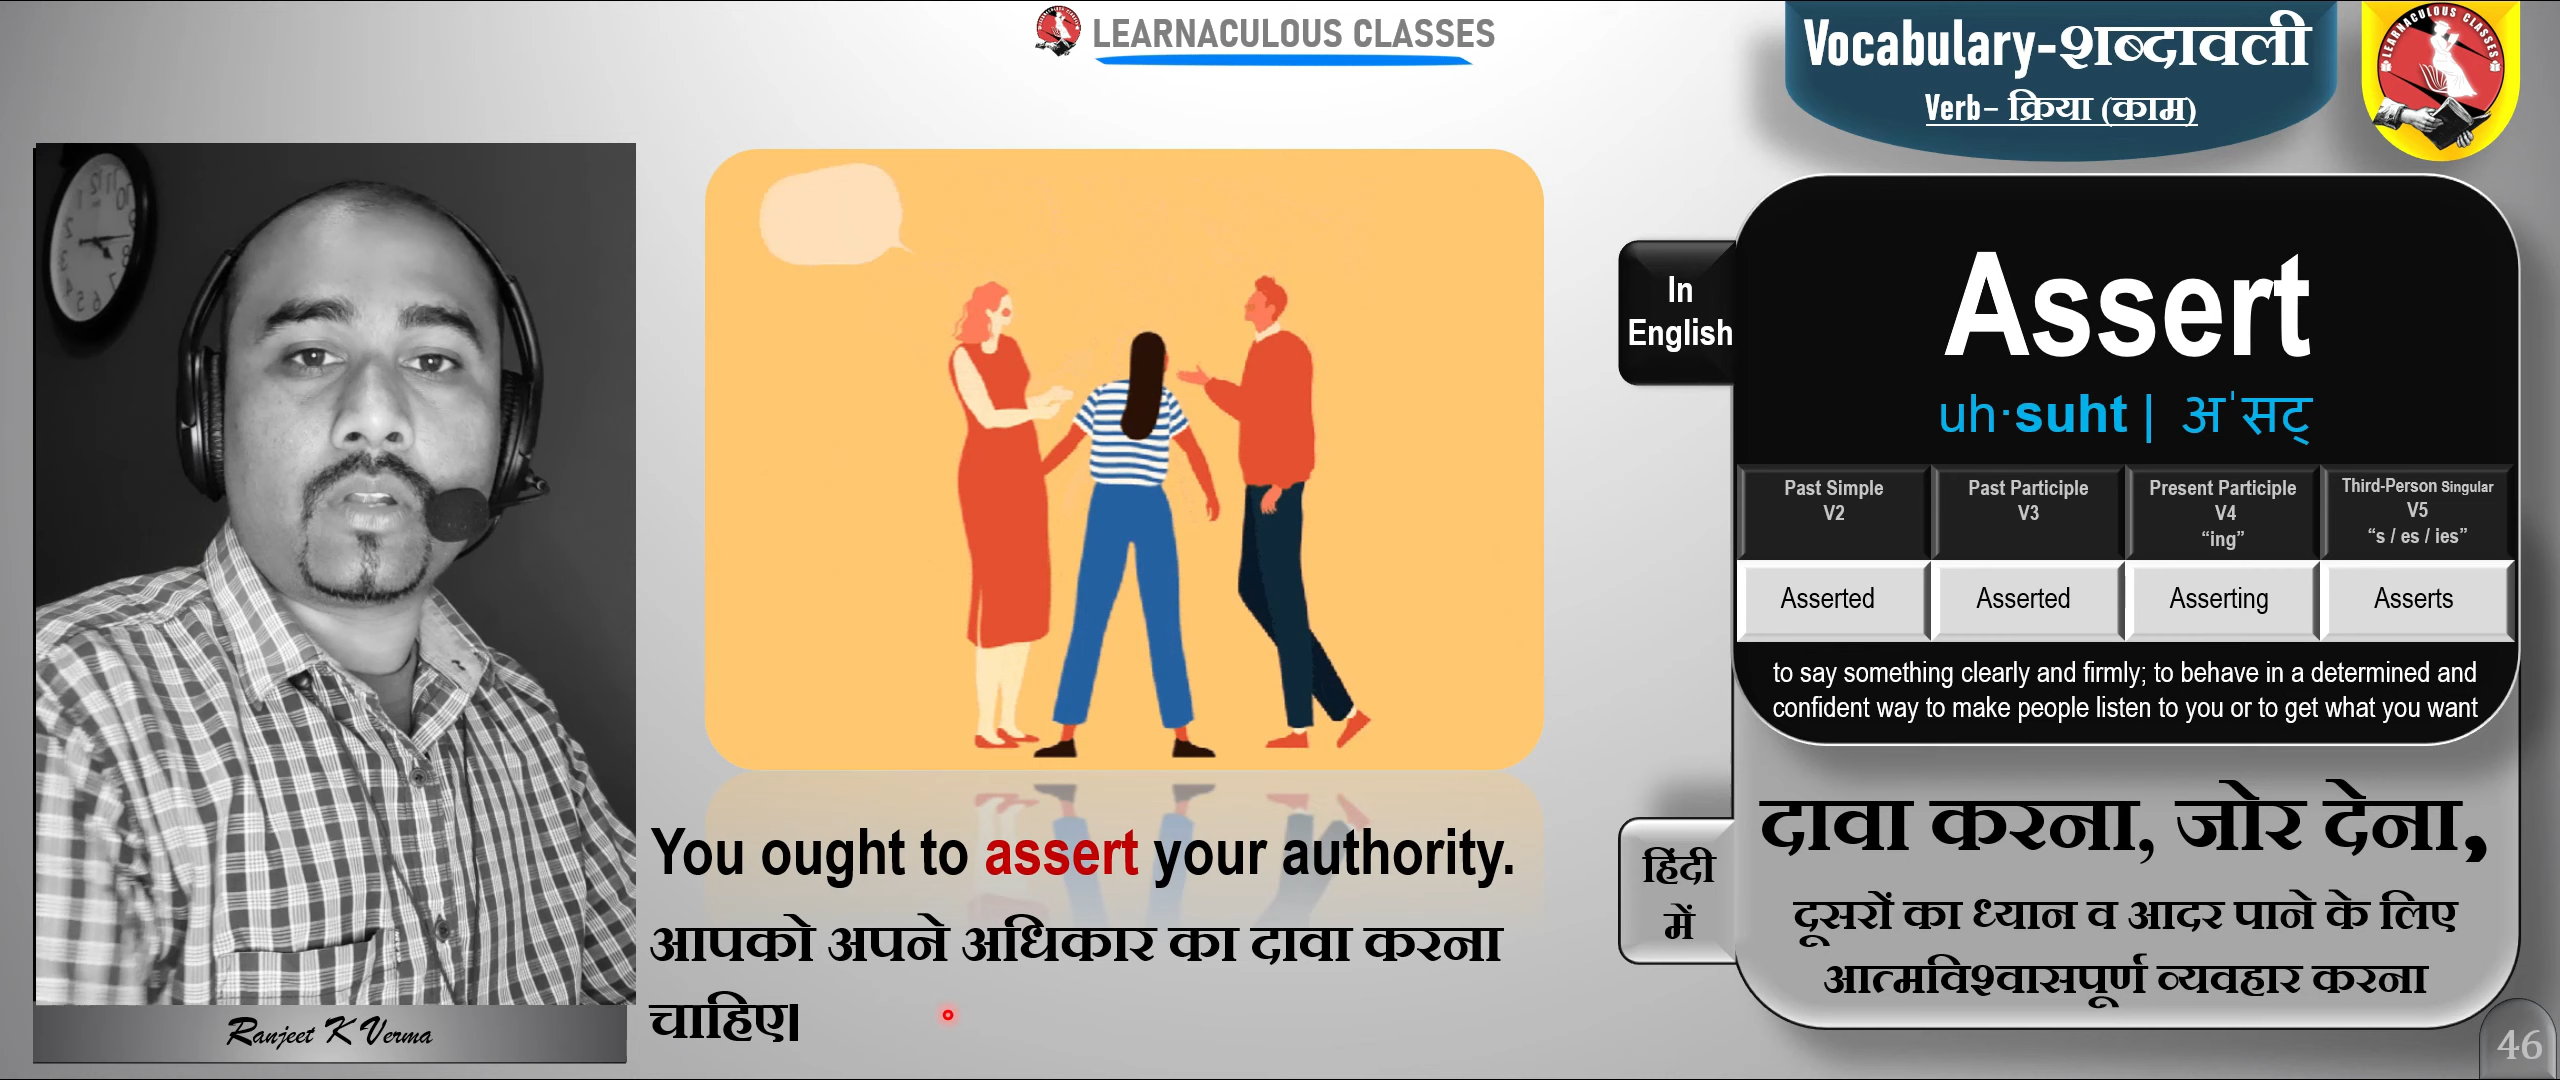 LEARNACULOUS CLASSES
Vocabulary-शब्दावली
Verb- क्रिया (काम)
LEARNACULOUS CLASSES
In
English
Assert
uh·suht | अˈसट्
Past Simple
V2
Past Participle
V3
Present Participle
V4
“ing”
Third-Person Singular
V5
“s / es / ies”
Asserted
Asserted
Asserting
Asserts
to say something clearly and firmly; to behave in a determined and
confident way to make people listen to you or to get what you want
हिंदी
में
दावा करना, जोर देना,
दूसरों का ध्यान व आदर पाने के लिए
आत्मविश्वासपूर्ण व्यवहार करना
You ought to assert your authority.
आपको अपने अधिकार का दावा करना
चाहिए।
Ranjeet K Verma
46